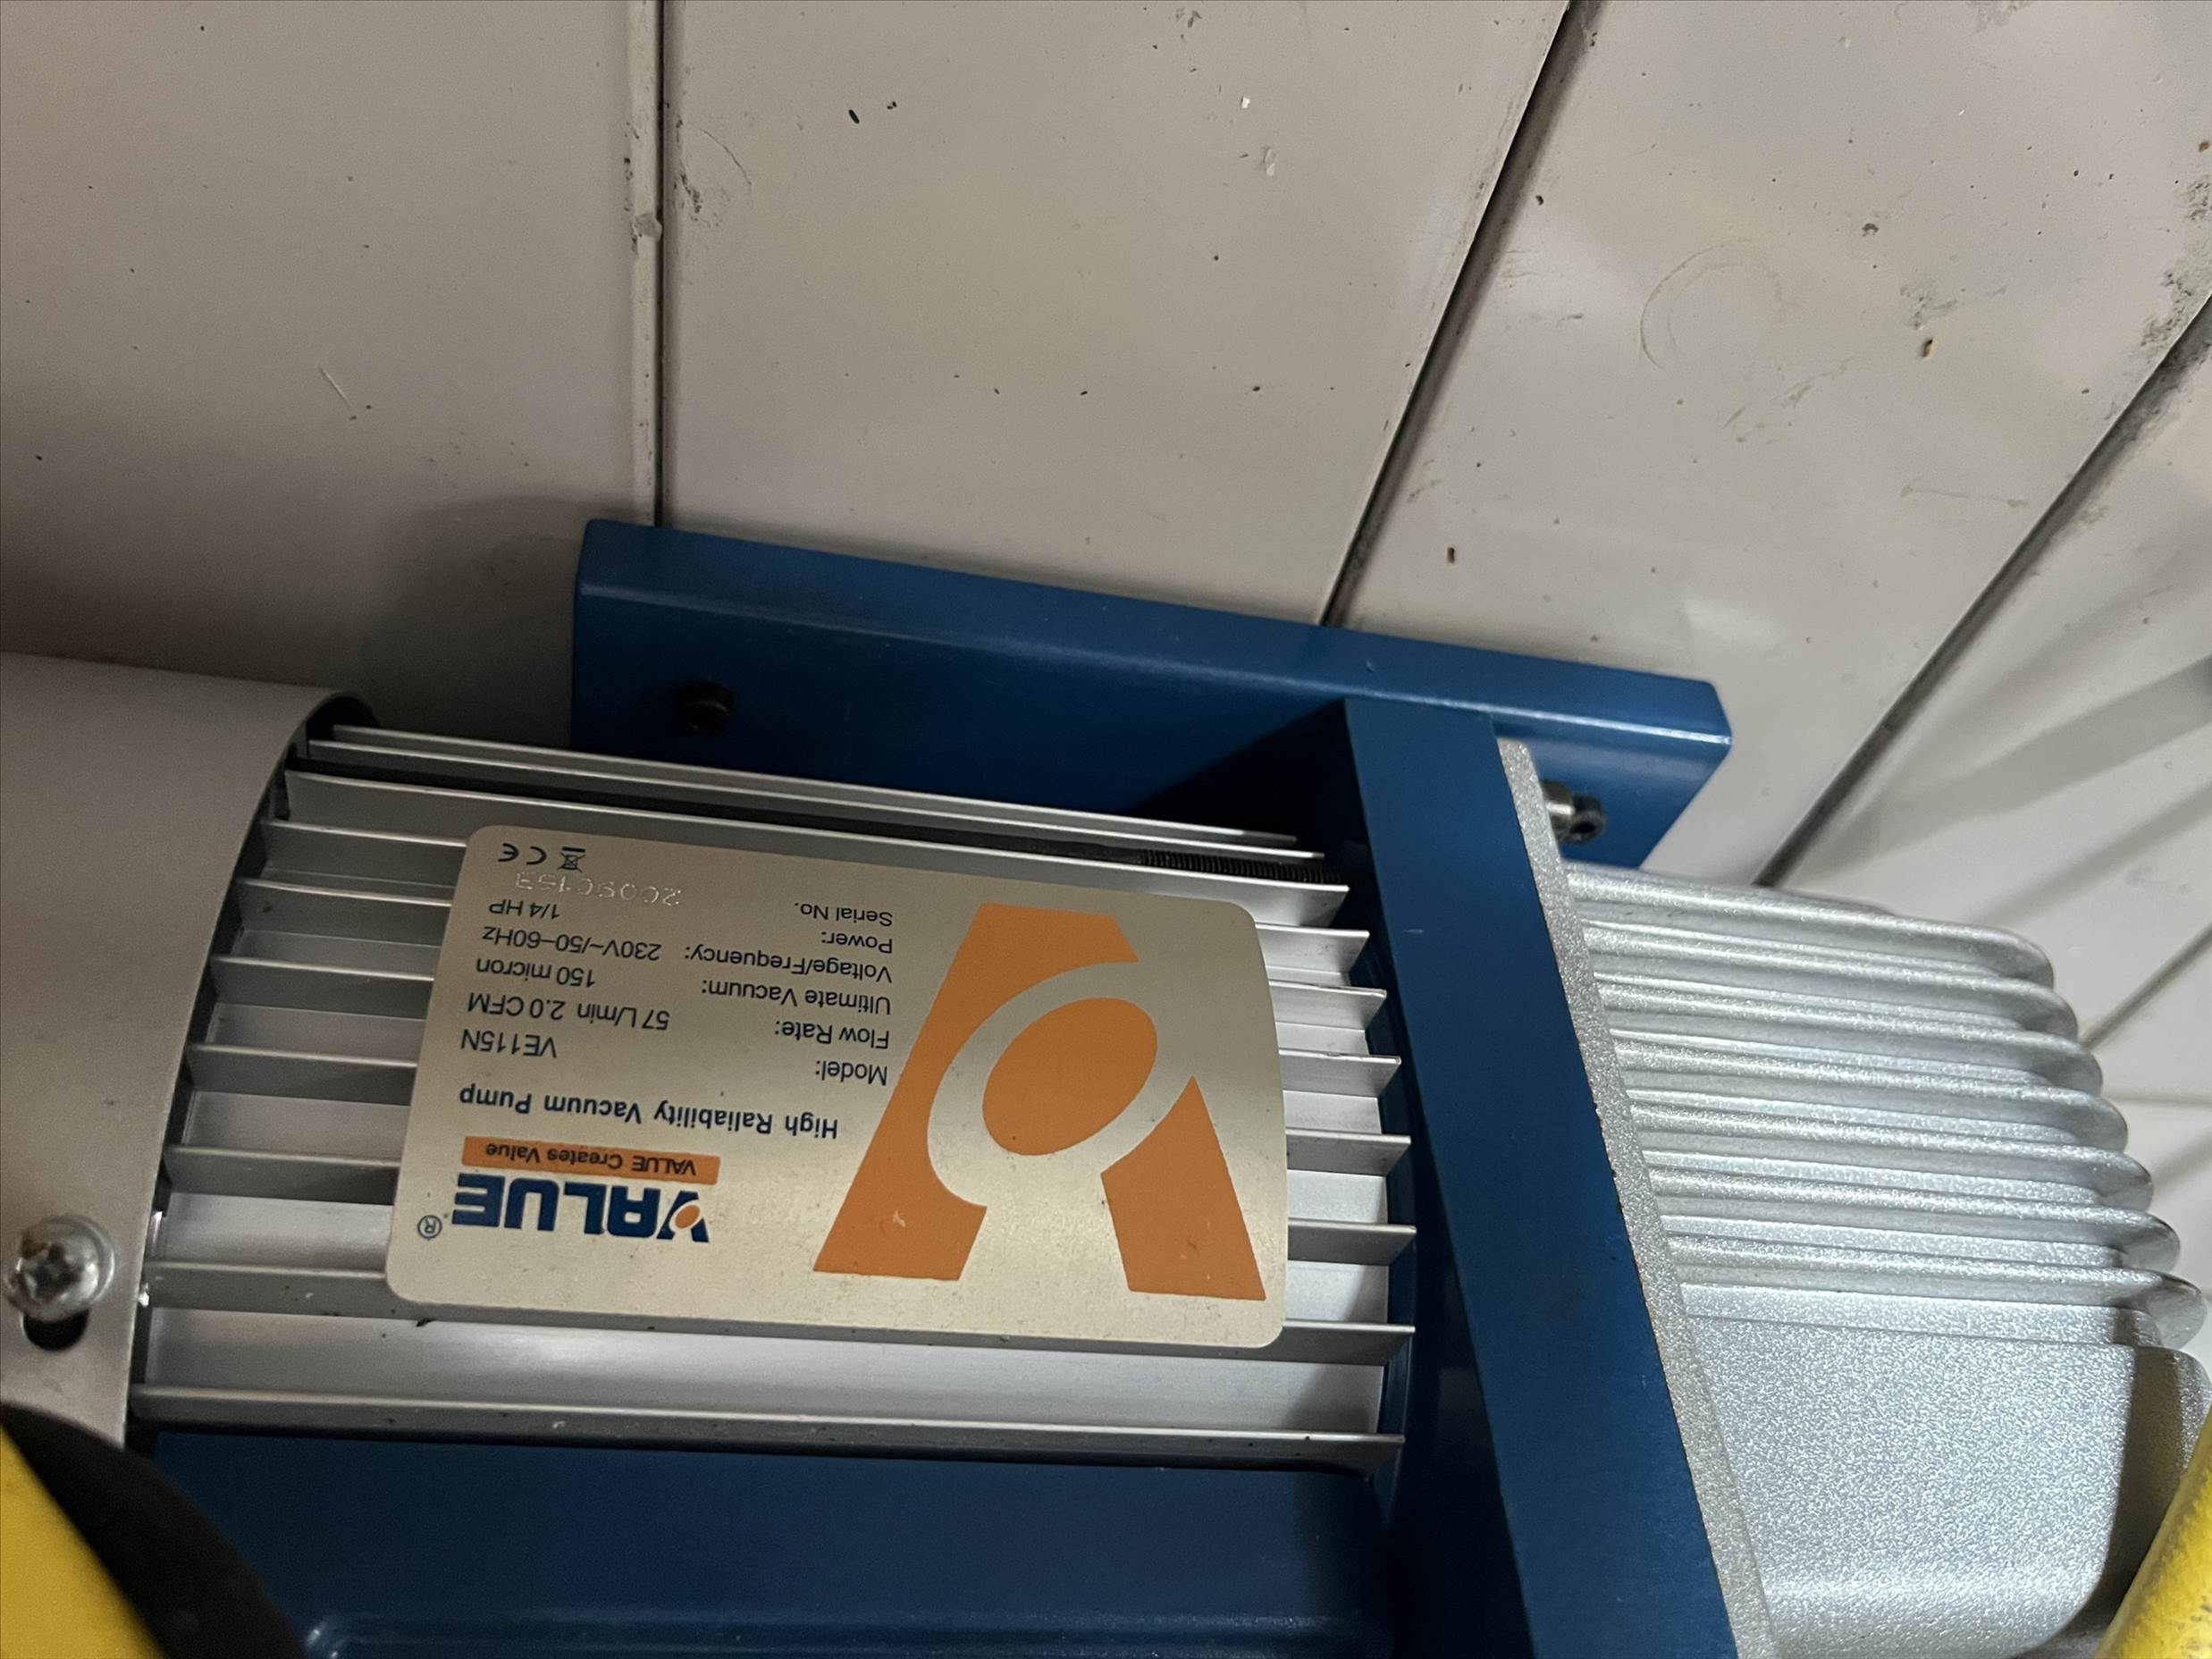 VALUE®
VALUE Creates Value
High Raliability Vacuum Pump
Model: VE115N
Flow Rate: 57 L/min 2.0 CFM
Ultimate Vacuum: 150 micron
Voltage/Frequency: 230V~/50-60Hz
Power: 1/4 HP
Serial No.
CE